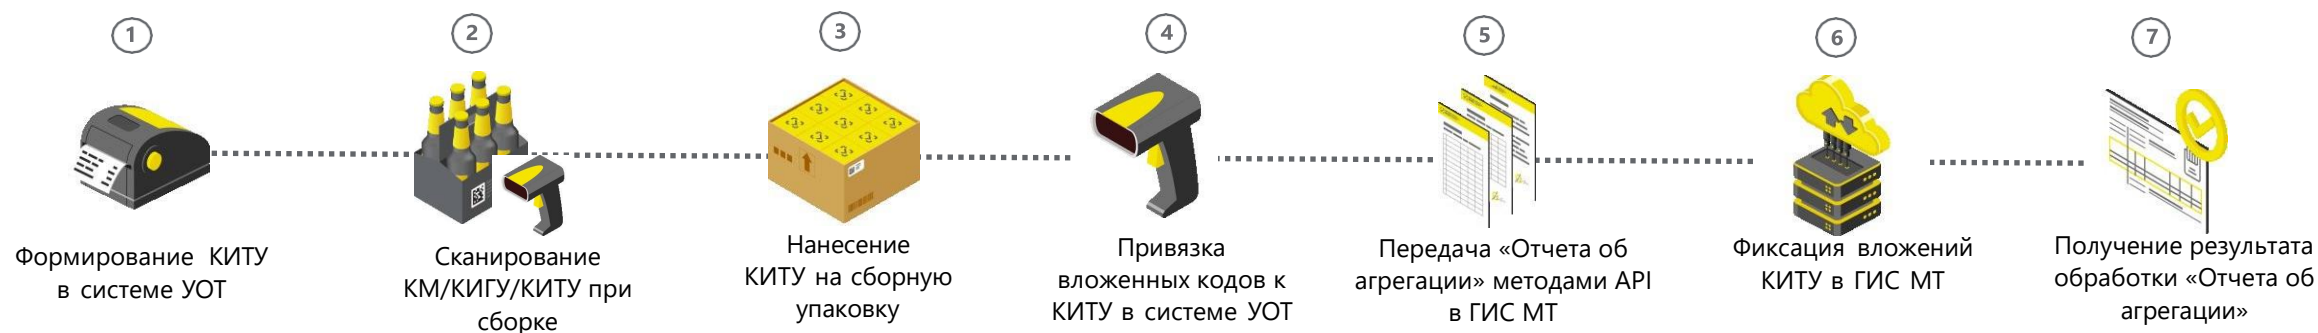 1
Формирование КИТУ
в системе УОТ
2
Сканирование
КМ/КИГУ/КИТУ при
сборке
3
Нанесение
КИТУ на сборную
упаковку
4
Привязка
вложенных кодов к
КИТУ в системе УОТ
5
Передача «Отчета об
агрегации» методами API
в ГИС МТ
6
Фиксация вложений
КИТУ в ГИС МТ
7
Получение результата
обработки «Отчета об
агрегации»